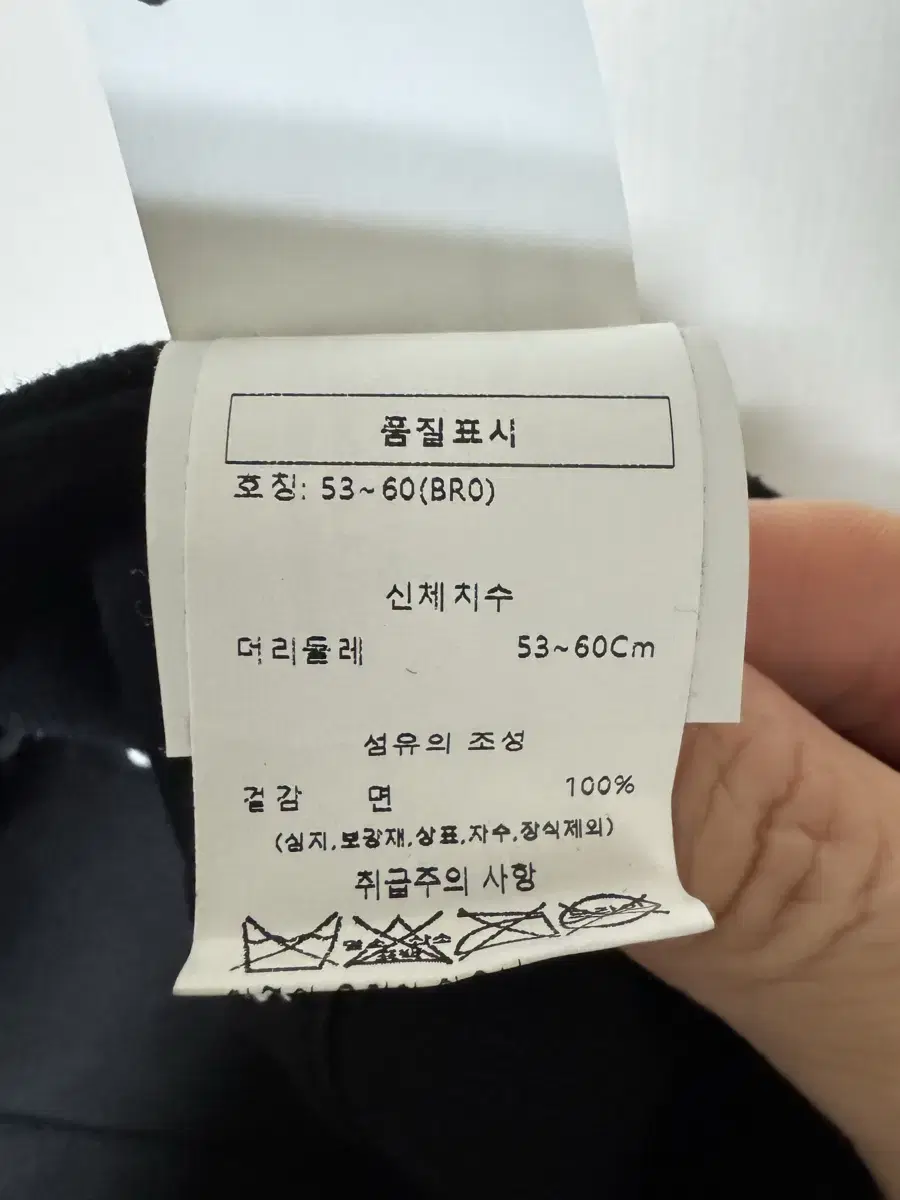 품질표시
호칭: 53~60(BRO)
신체치수
머리둘레 53~60Cm
섬유의 조성
겉감 면 100%
(심지,보강재,상표,자수,장식제외)
취급주의 사항